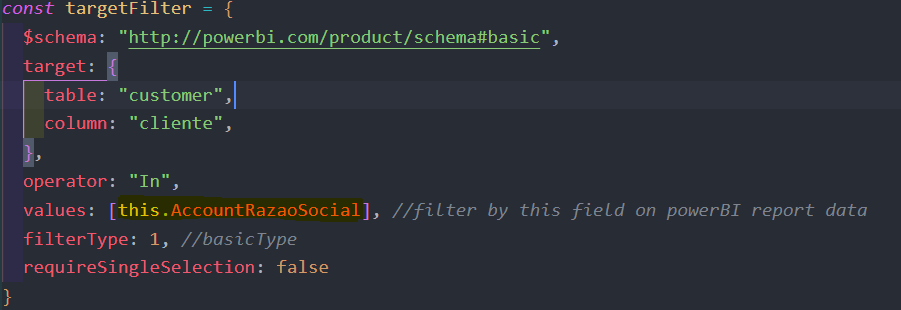 const targetFilter = {
  $schema: "http://powerbi.com/product/schema#basic",
  target: {
    table: "customer",
    column: "cliente",
  },
  operator: "In",
  values: [this.AccountRazaoSocial], //filter by this field on powerBI report data
  filterType: 1, //basicType
  requireSingleSelection: false
}